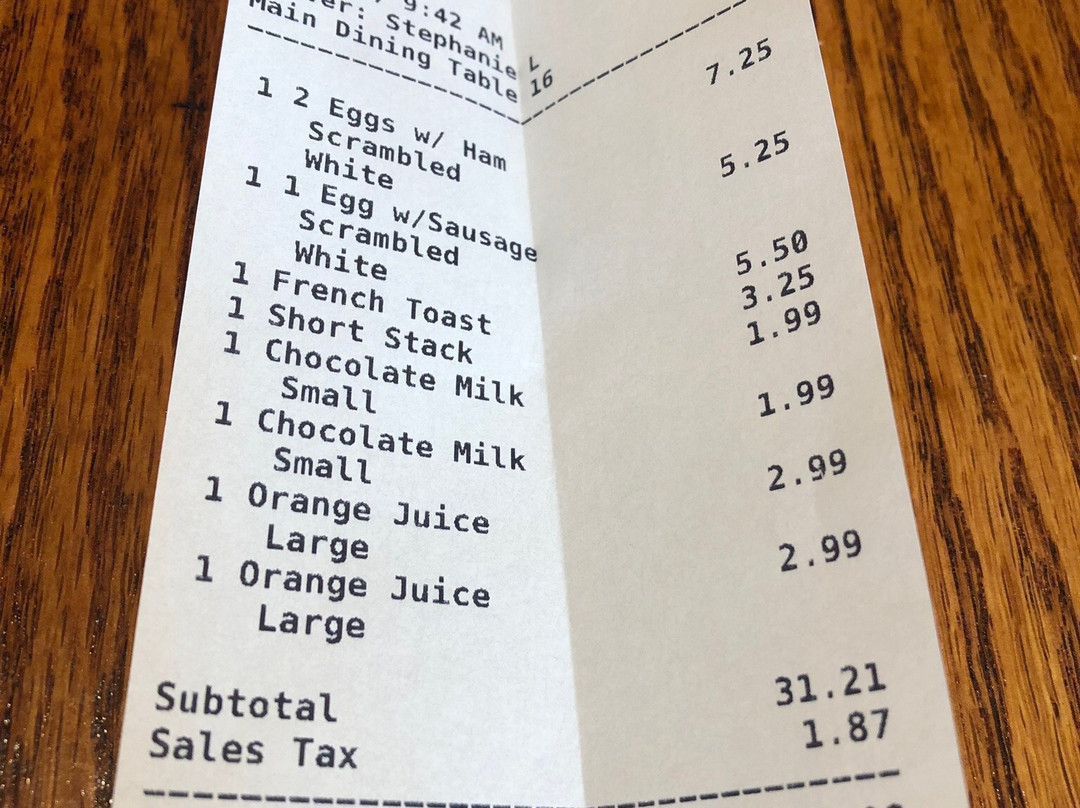 9:42 AM
er: Stephanie L
Main Dining Table 16
1 2 Eggs w/ Ham 7.25
Scrambled
White
1 1 Egg w/Sausage 5.25
Scrambled
White
1 French Toast 5.50
1 Short Stack 3.25
1 Chocolate Milk 1.99
Small
1 Chocolate Milk 1.99
Small
1 Orange Juice 2.99
Large
1 Orange Juice 2.99
Large
Subtotal 31.21
Sales Tax 1.87